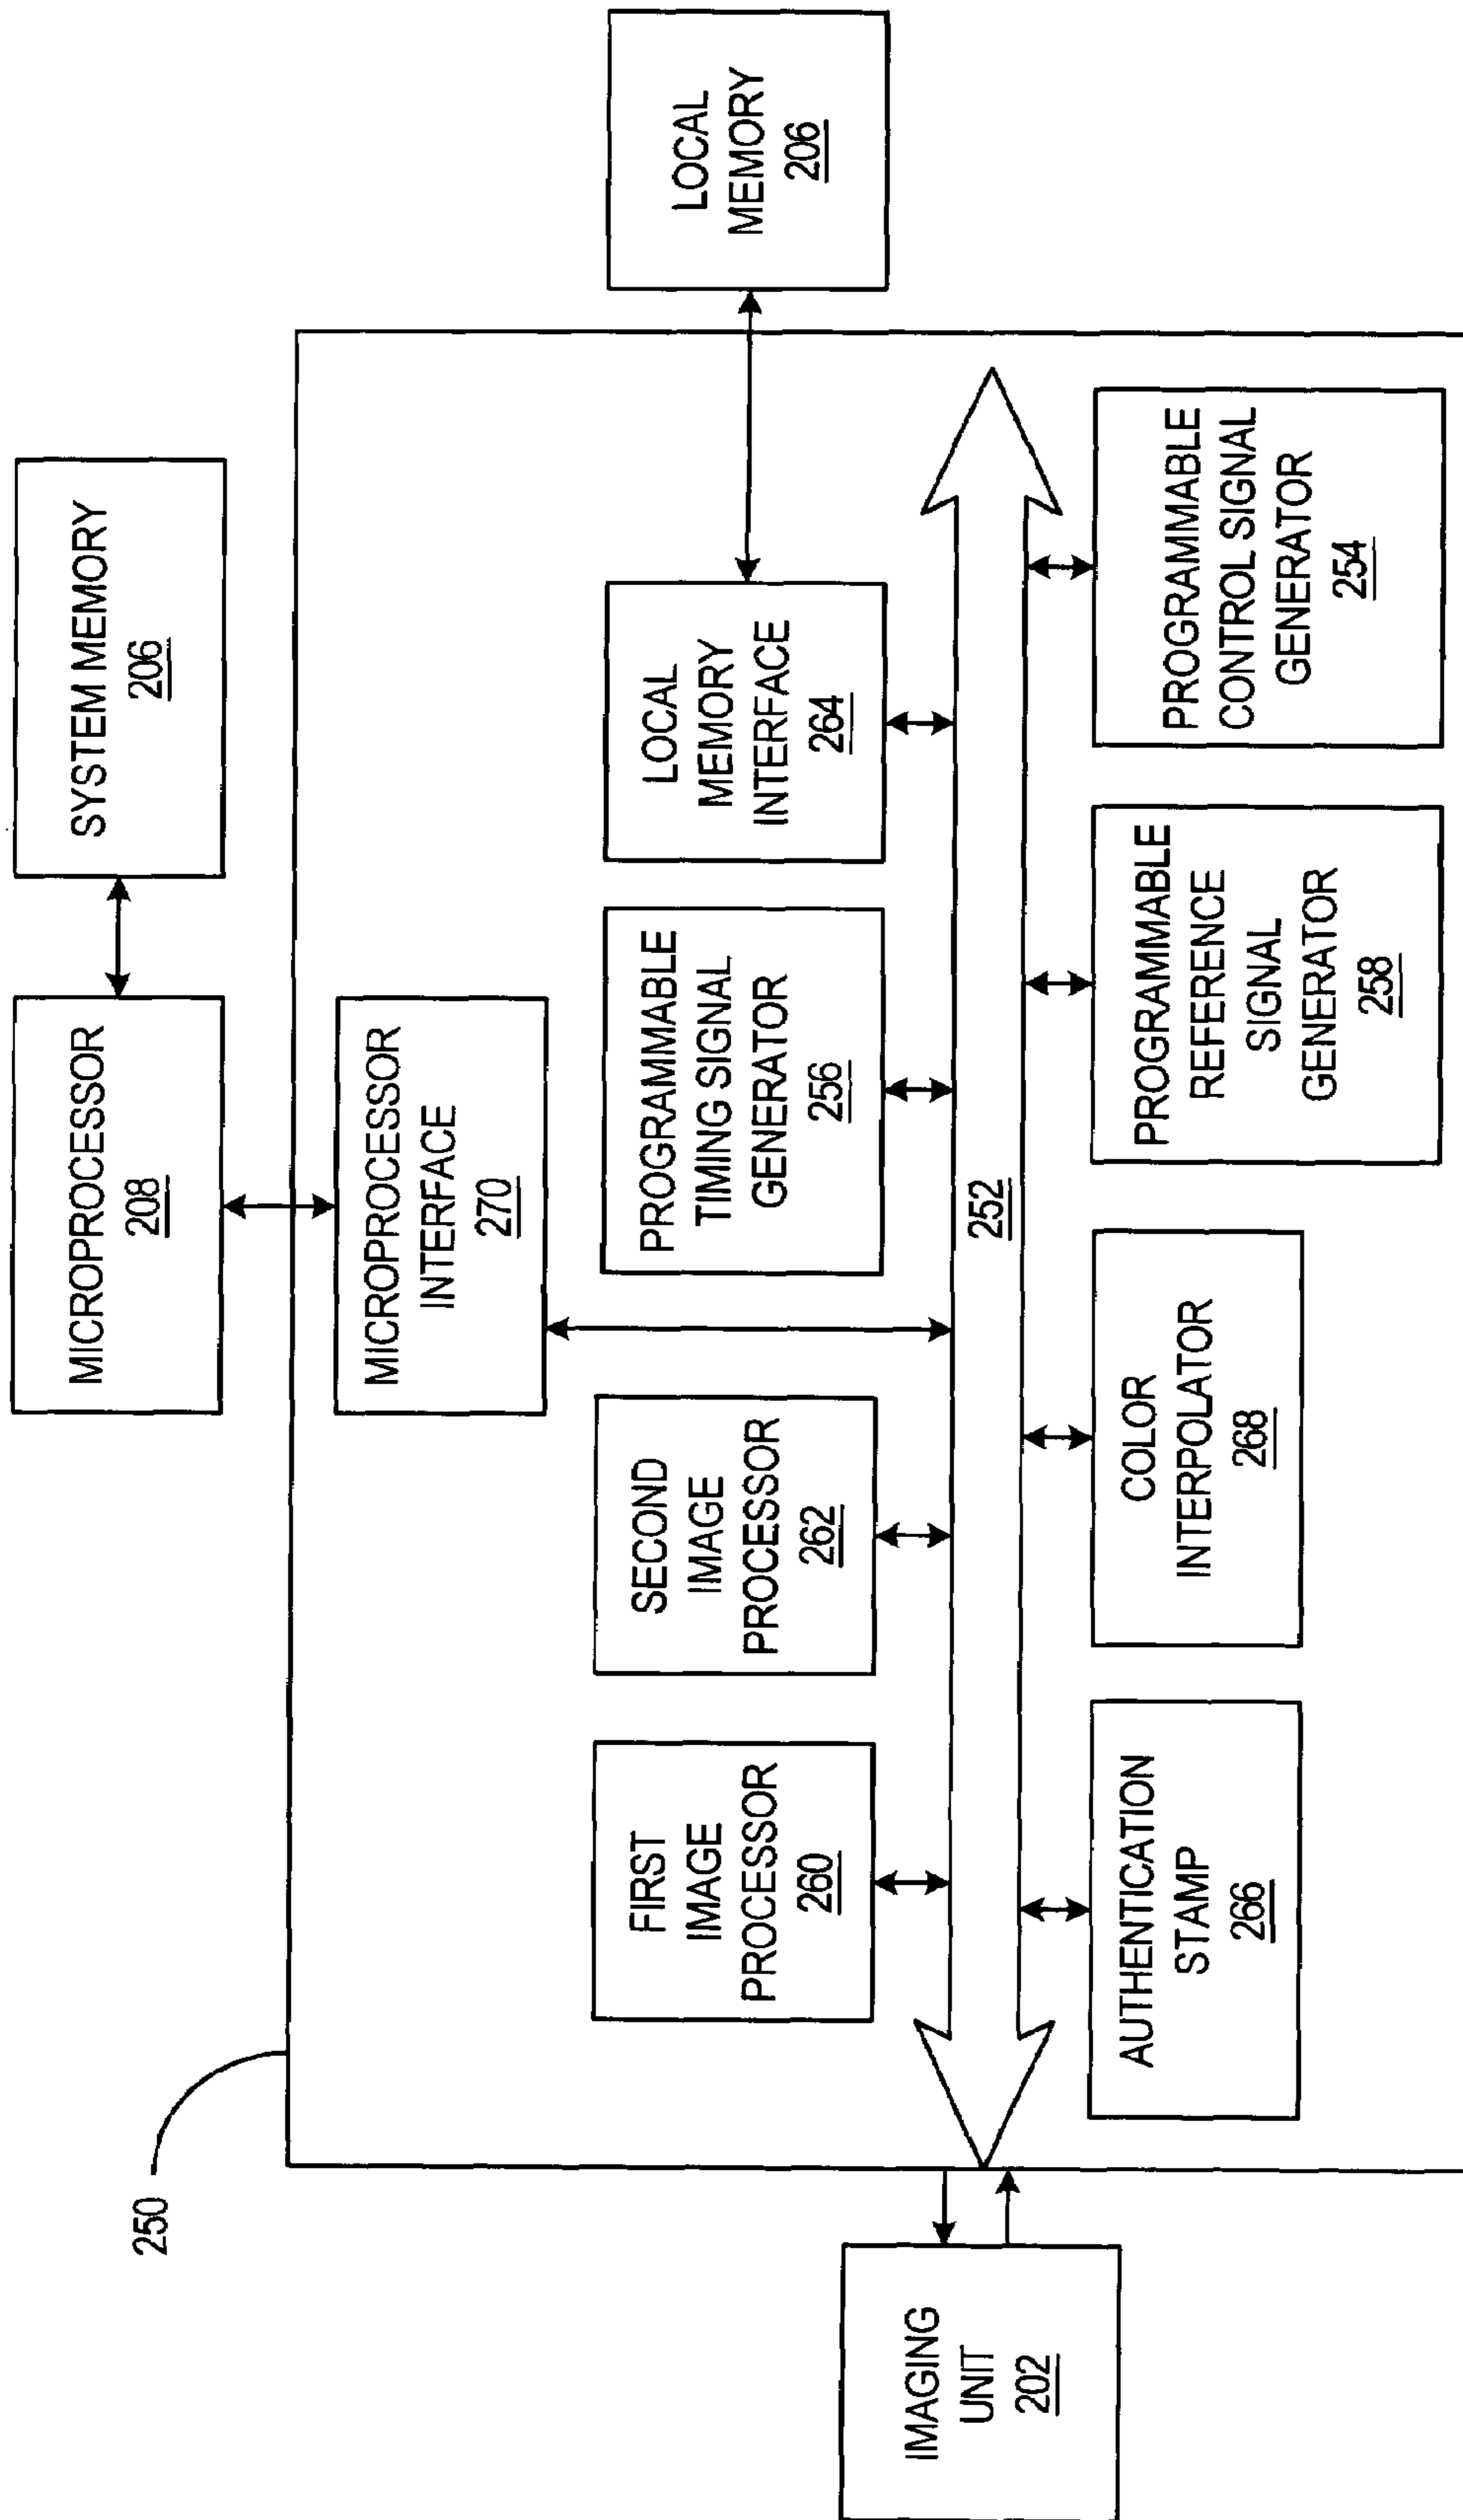 MICROPROCESSOR
208
SYSTEM MEMORY
206
250
MICROPROCESSOR
INTERFACE
270
FIRST
IMAGE
PROCESSOR
260
SECOND
IMAGE
PROCESSOR
262
PROGRAMMABLE
TIMING SIGNAL
GENERATOR
256
LOCAL
MEMORY
INTERFACE
264
LOCAL
MEMORY
206
IMAGING
UNIT
202
252
AUTHENTICATION
STAMP
266
COLOR
INTERPOLATOR
268
PROGRAMMABLE
REFERENCE
SIGNAL
GENERATOR
258
PROGRAMMABLE
CONTROL SIGNAL
GENERATOR
254